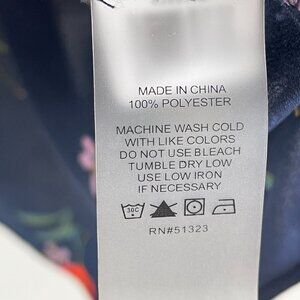 MADE IN CHINA
100% POLYESTER
MACHINE WASH COLD
WITH LIKE COLORS
DO NOT USE BLEACH
TUMBLE DRY LOW
USE LOW IRON
IF NECESSARY
30C
RN#51323